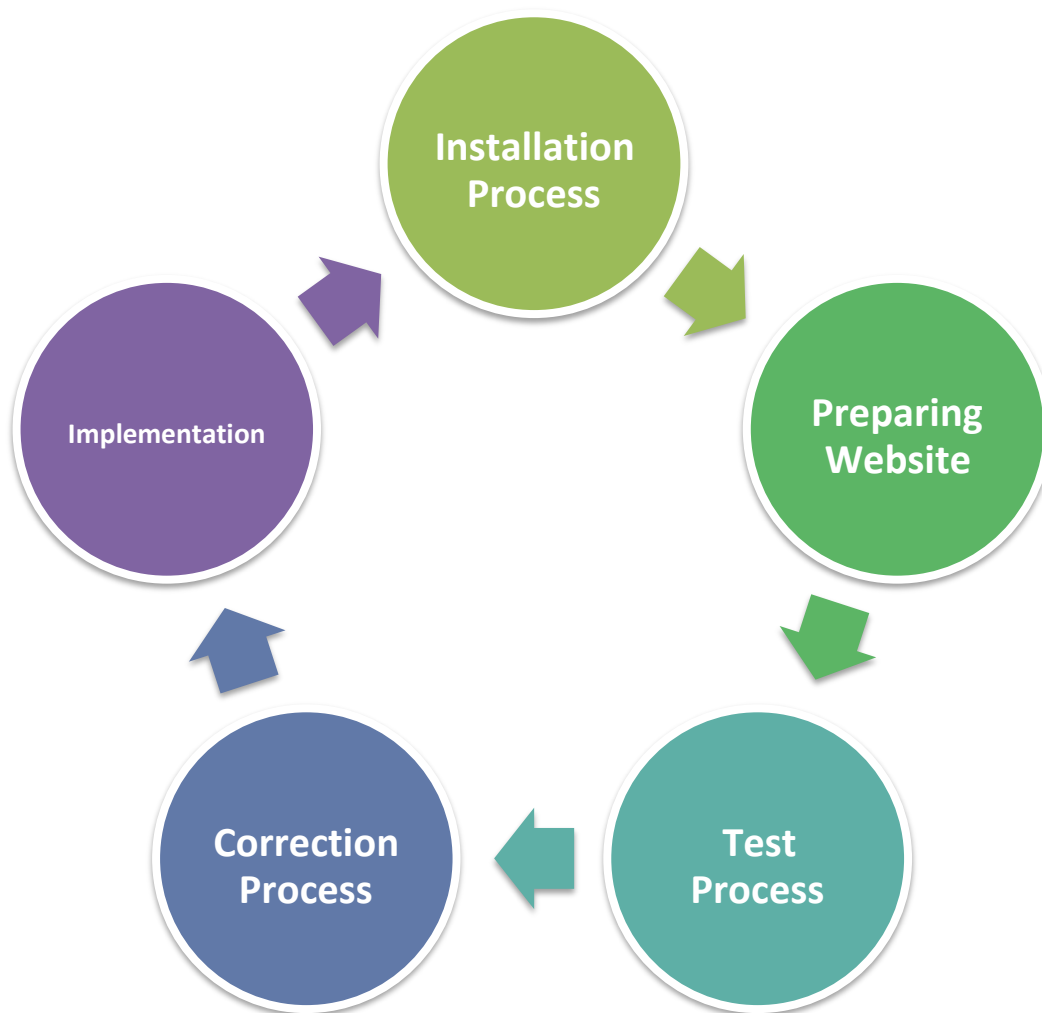 Installation
Process
Preparing
Website
Test
Process
Correction
Process
Implementation